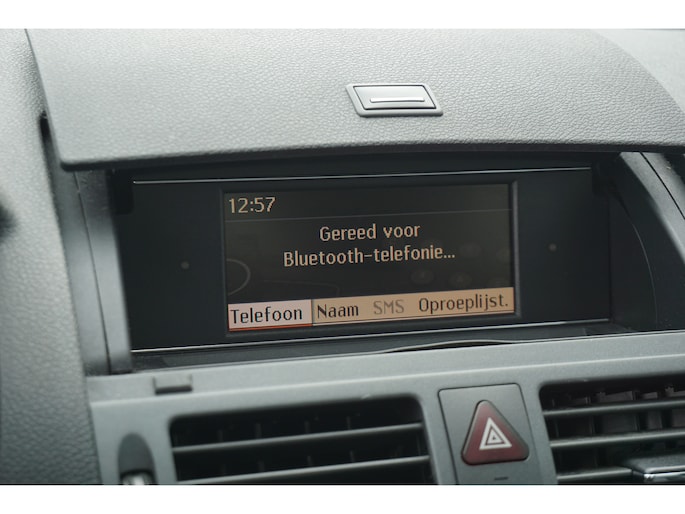 12:57
Gereed voor
Bluetooth-telefonie...
Telefoon Naam SMS Oproeplijst.